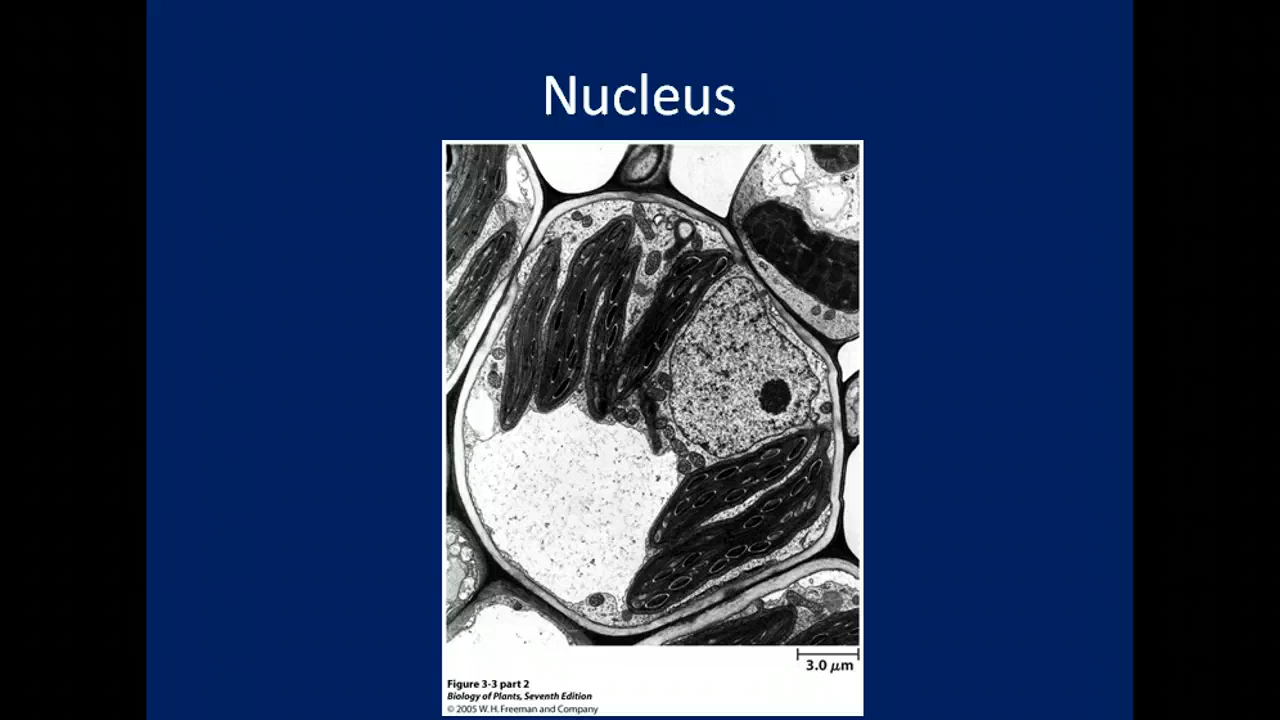 Nucleus
3.0 μm
Figure 3-3 part 2
Biology of Plants, Seventh Edition
© 2005 W. H. Freeman and Company